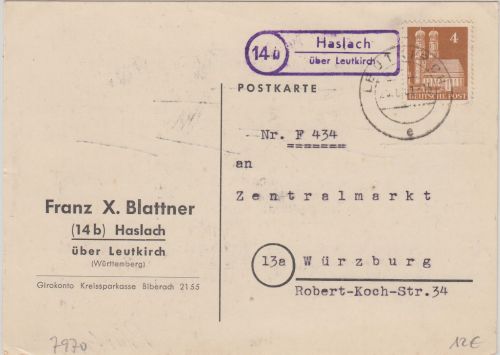 14b
Haslach
über Leutkirch
4
DEUTSCHE POST
e
POSTKARTE
Nr. F 434
an
Zentralmarkt
13a
Würzburg
Robert-Koch-Str.34
Franz X. Blattner
(14b) Haslach
über Leutkirch
(Württemberg)
Girokonto Kreissparkasse Biberach 2155
7970
12€